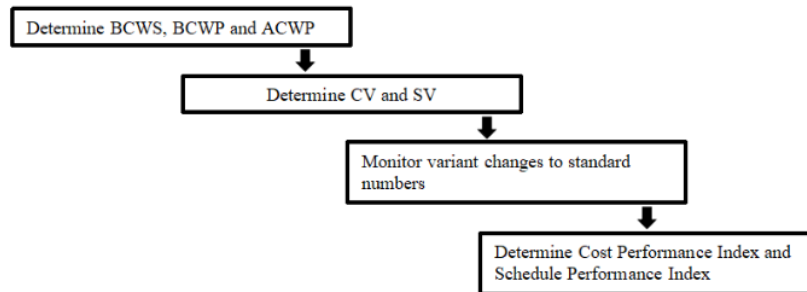 Determine BCWS, BCWP and ACWP
Determine CV and SV
Monitor variant changes to standard
numbers
Determine Cost Performance Index and
Schedule Performance Index